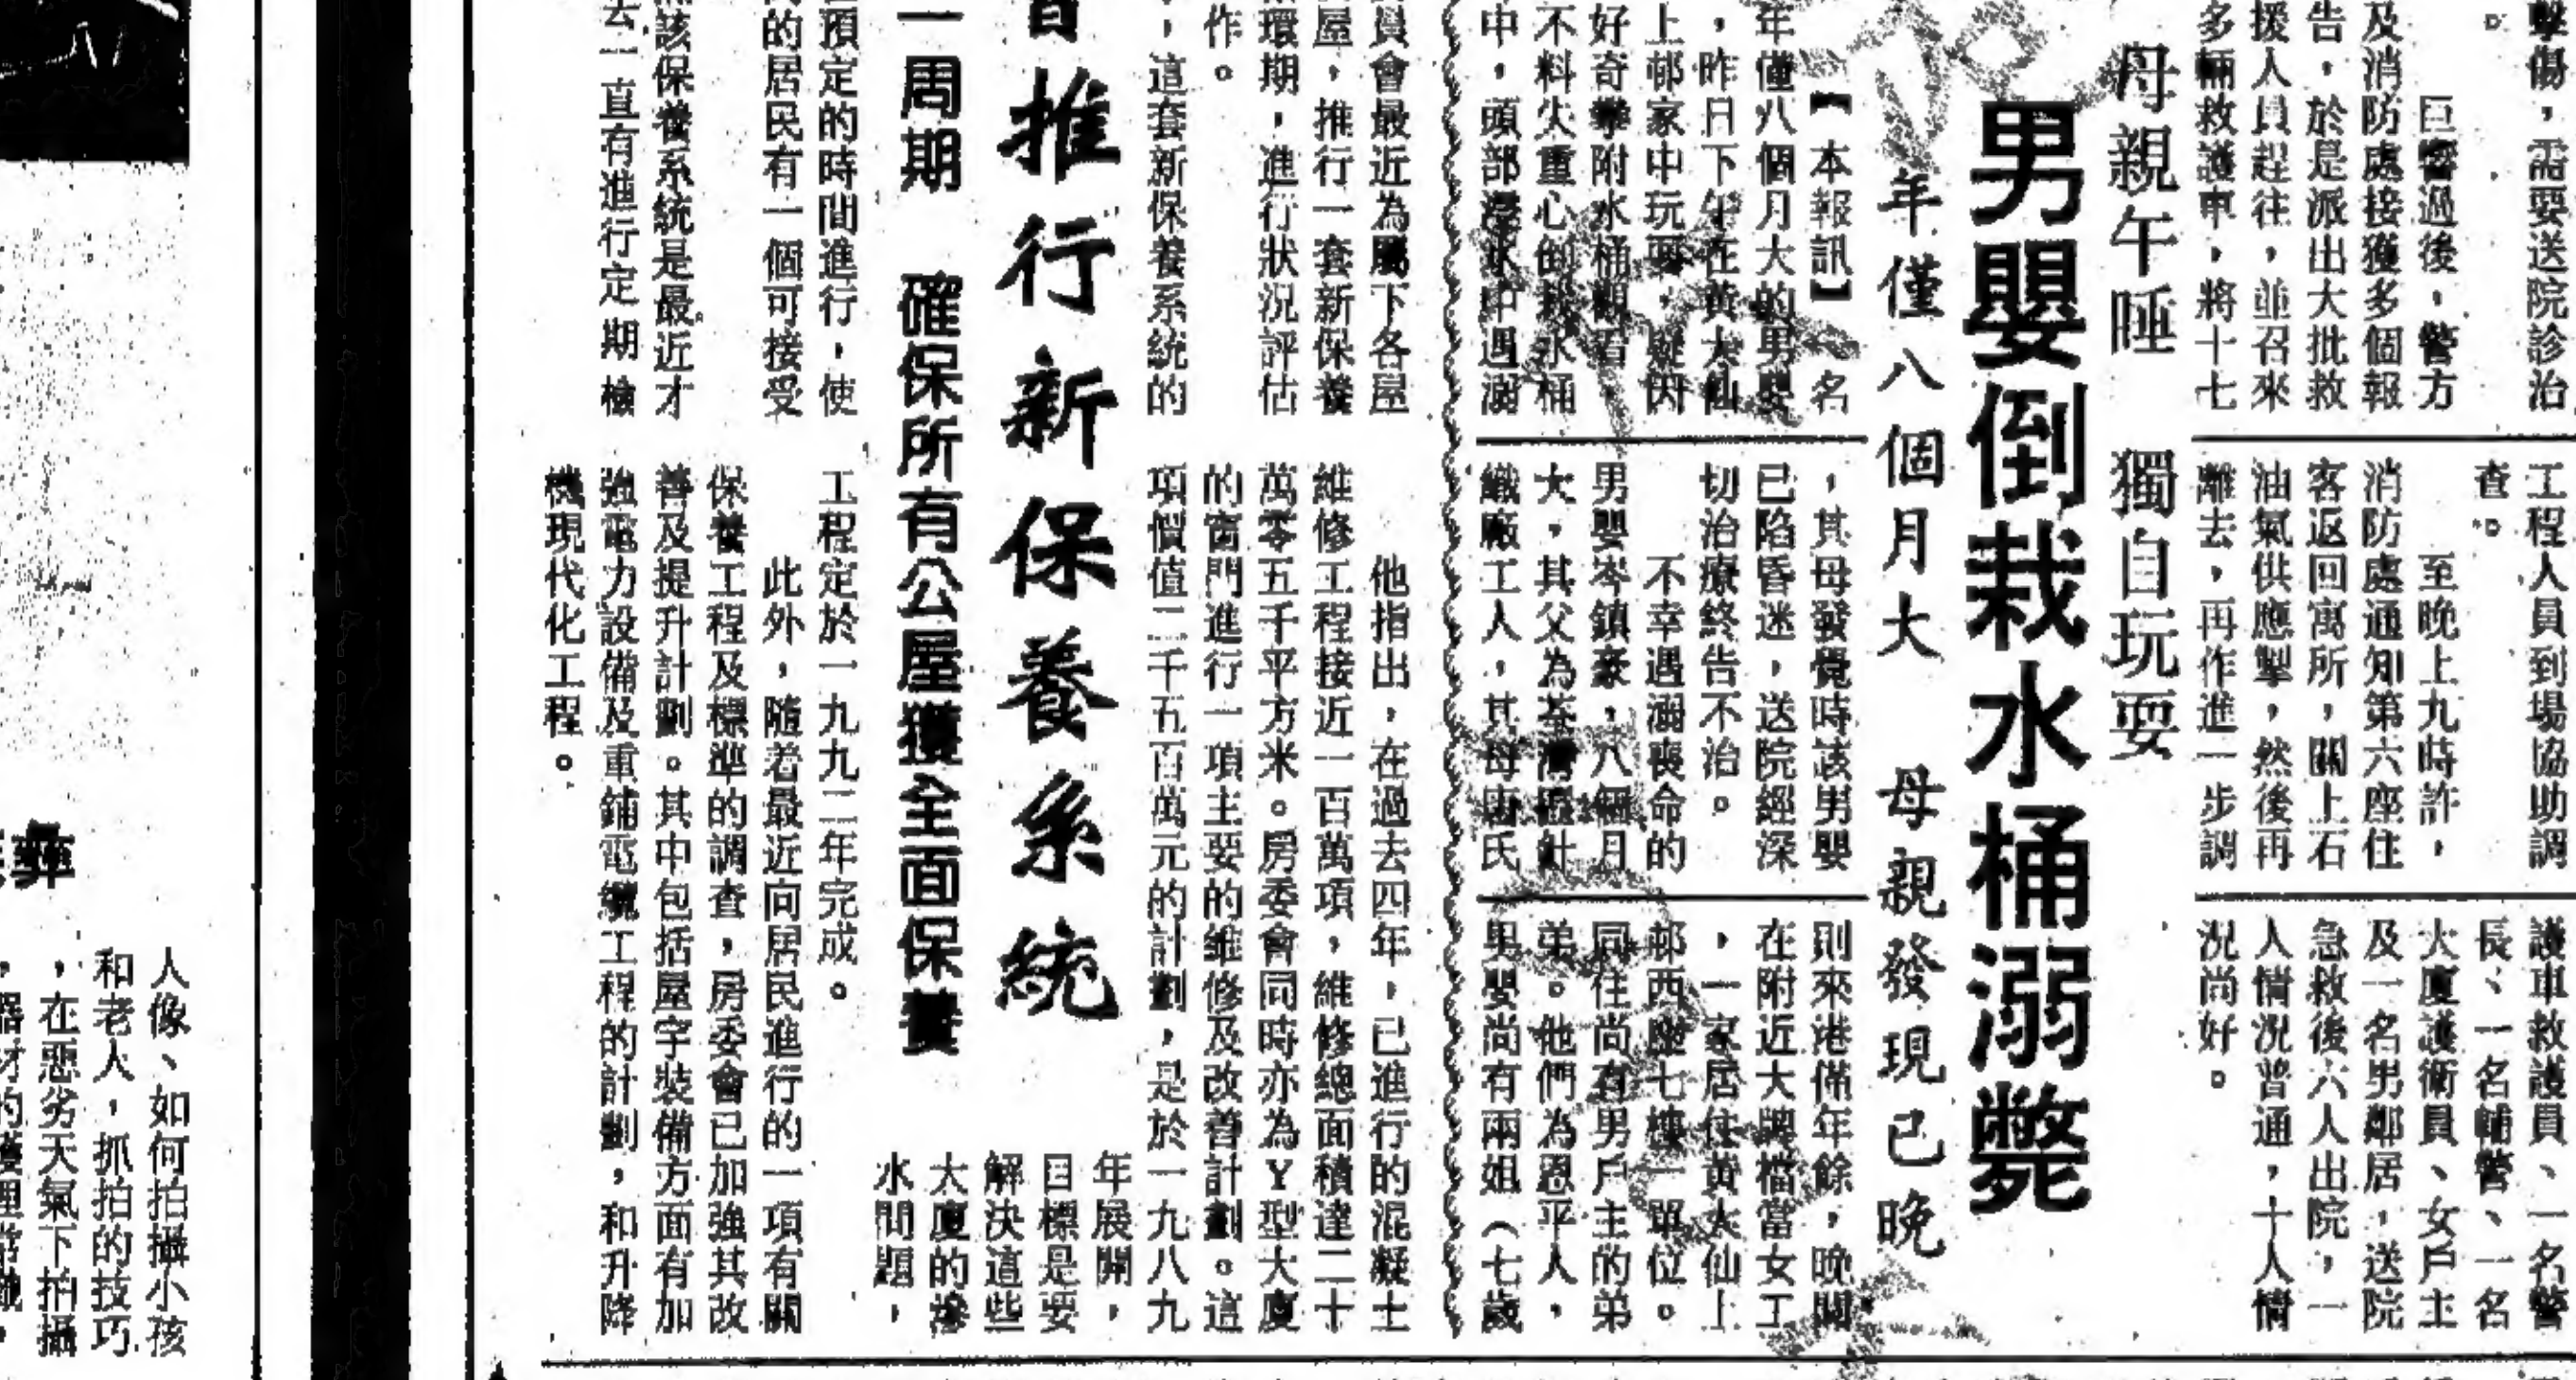 擊傷，需要送院診治
。
巨響過後，警方
及消防處接獲多個報
告，於是派出大批救
援人員趕往，並召來
多輛救護車，將十七
工程人員到場協助調
查。
至晚上九時許，
消防處通知第六座住
客返回寓所，關上石
油氣供應掣，然後再
離去，再作進一步調
護車救護員、一名警
長、一名輔警、一名
大廈護衛員、女戶主
及一名男鄰居，送院
急救後六人出院，一
人情況普通，十人情
況尚好。
母親午睡　獨自玩耍
男嬰倒栽水桶溺斃
年僅八個月大　母親發現已晚
【本報訊】一名
年僅八個月大的男嬰
，昨日下午在黃大仙
上邨家中玩耍，疑因
好奇攀附水桶觀看，
不料失重心倒栽水桶
中，頭部浸水中遇溺
，其母發覺時該男嬰
已陷昏迷，送院經深
切治療終告不治。
不幸遇溺喪命的
男嬰岑鎮豪，八個月
大，其父為荃灣 針
織廠工人，其母 氏
則來港僅年餘，晚間
在附近大牌檔當女工
，一家居住黃大仙上
邨西座七樓一單位。
同住尚有男戶主的弟
弟。他們為恩平人，
男嬰尚有兩姐（七歲
員會最近為屬下各屋
屋，推行一套新保養
環期，進行狀況評估
作。
，這套新保養系統的
他指出，在過去四年，已進行的混凝土
維修工程接近一百萬項，維修總面積達二十
萬零五千平方米。房委會同時亦為Ｙ型大廈
的窗門進行一項主要的維修及改善計劃。這
項價值二千五百萬元的計劃，是於一九八九
年展開，
目標是要
解決這些
大廈的滲
水問題，
推行新保養系統
一周期　確保所有公屋獲全面保養
預定的時間進行，使
的居民有一個可接受
該保養系統是最近才
去一直有進行定期檢
工程定於一九九二年完成。
此外，隨着最近向居民進行的一項有關
保養工程及標準的調查，房委會已加強其改
善及提升計劃。其中包括屋宇裝備方面有加
強電力設備及重鋪電纜工程的計劃，和升降
機現代化工程。
人像、如何拍攝小孩
和老人，抓拍的技巧
，在惡劣天氣下拍攝
，器材的護理常識，